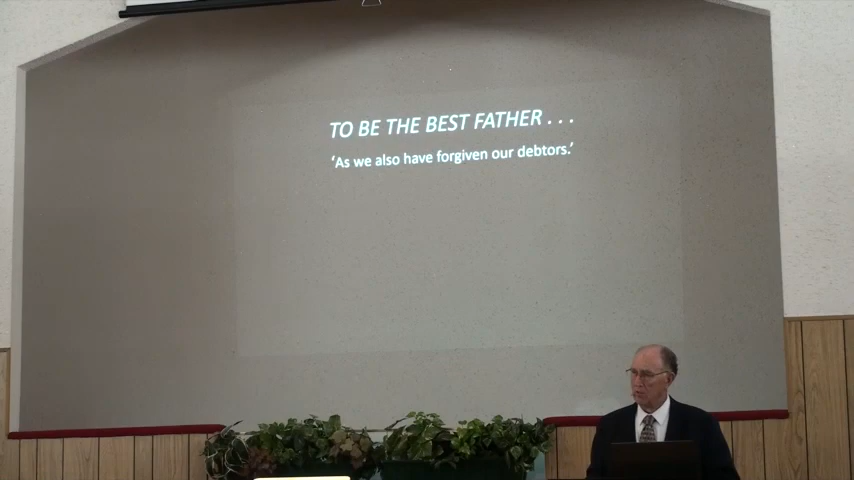 TO BE THE BEST FATHER . . .
‘As we also have forgiven our debtors.’